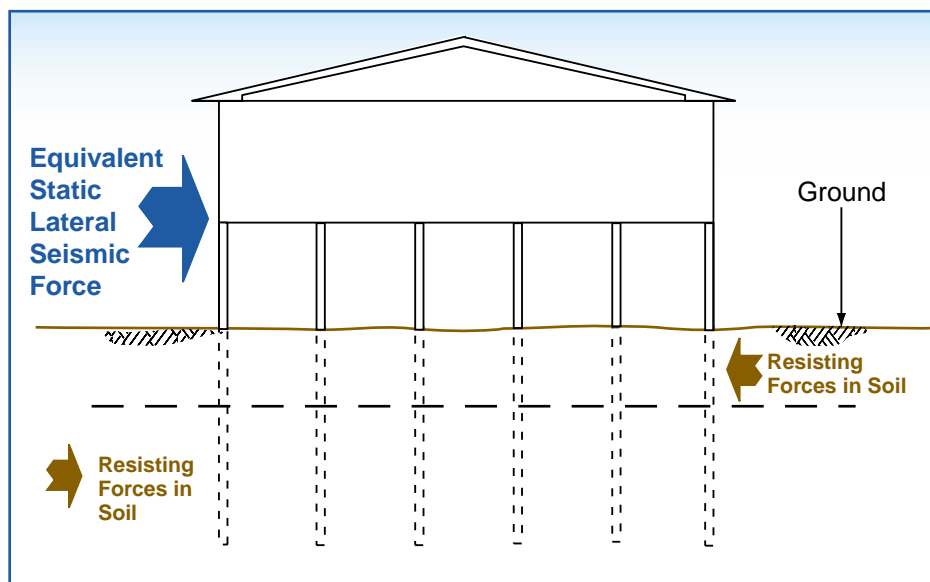 Equivalent
Static
Lateral
Seismic
Force
Ground
Resisting
Forces in Soil
Resisting
Forces in
Soil